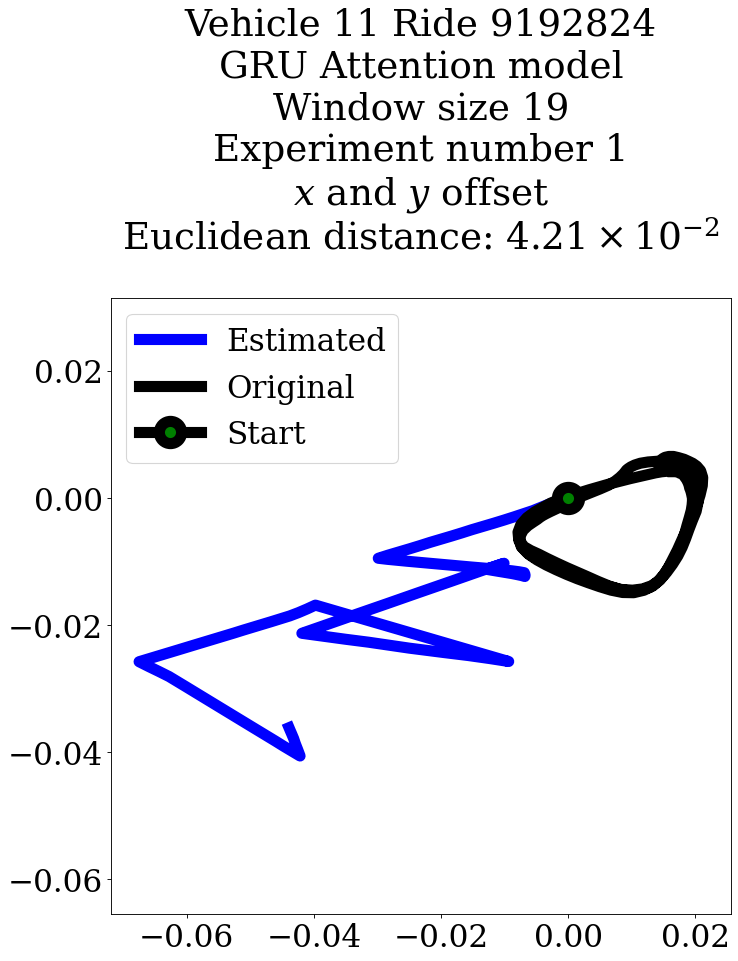 Vehicle 11 Ride 9192824
GRU Attention model
Window size 19
Experiment number 1
x and y offset
Euclidean distance: 4.21 × 10⁻²
Estimated
Original
Start
0.02
0.00
−0.02
−0.04
−0.06
−0.06 −0.04 −0.02 0.00 0.02